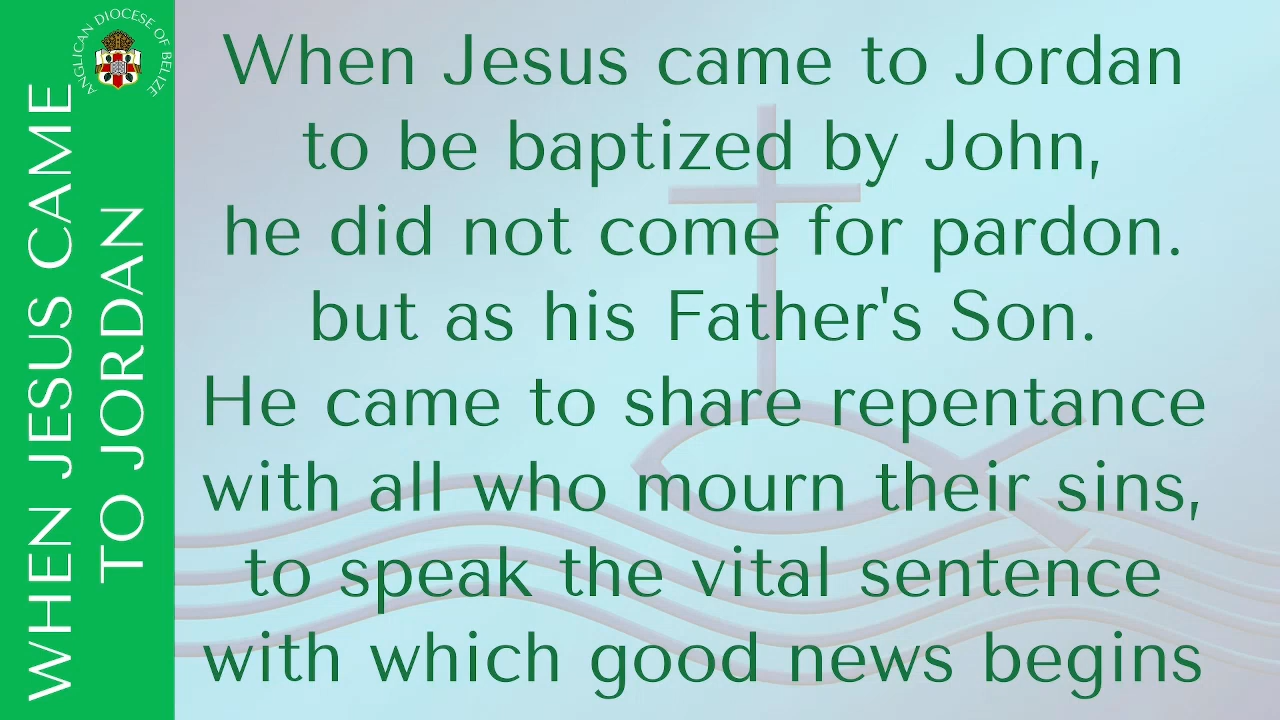 ANGLICAN DIOCESE OF BELIZE
WHEN JESUS CAME
TO JORDAN
When Jesus came to Jordan
to be baptized by John,
he did not come for pardon.
but as his Father's Son.
He came to share repentance
with all who mourn their sins,
to speak the vital sentence
with which good news begins